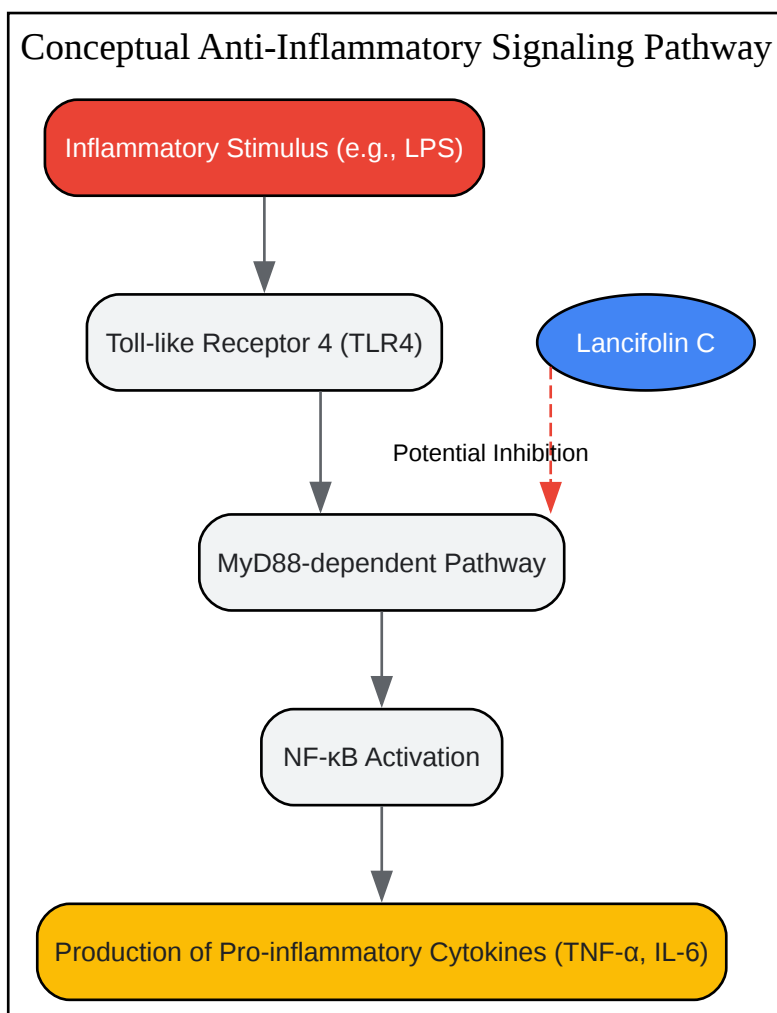 Conceptual Anti-Inflammatory Signaling Pathway
Inflammatory Stimulus (e.g., LPS)
Toll-like Receptor 4 (TLR4)
Lancifolin C
Potential Inhibition
MyD88-dependent Pathway
NF-κB Activation
Production of Pro-inflammatory Cytokines (TNF-α, IL-6)